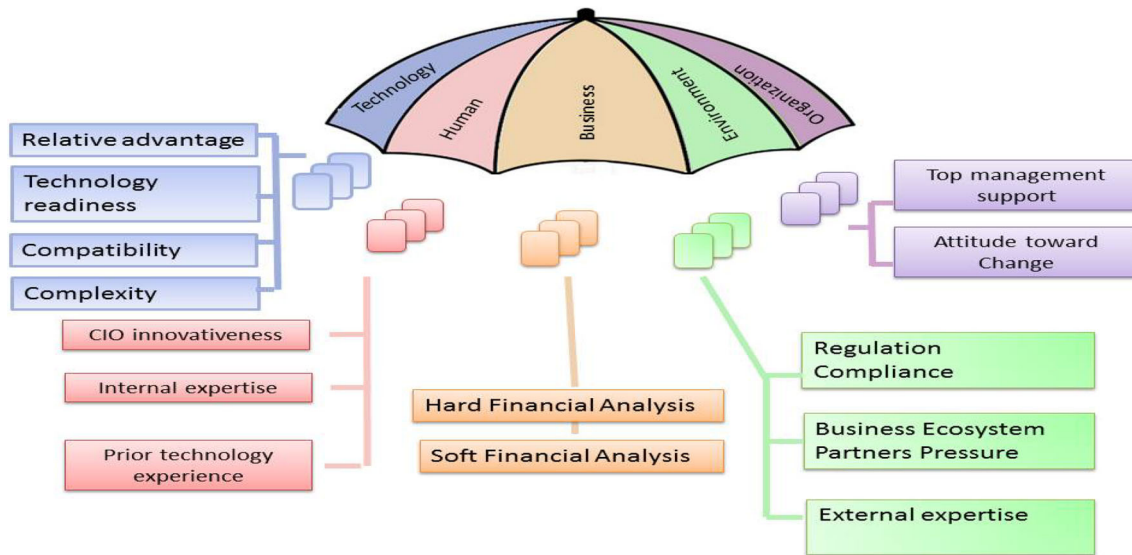 Technology
Human
Business
Environment
Organization
Relative advantage
Technology
readiness
Compatibility
Complexity
CIO innovativeness
Internal expertise
Prior technology
experience
Hard Financial Analysis
Soft Financial Analysis
Regulation
Compliance
Business Ecosystem
Partners Pressure
External expertise
Top management
support
Attitude toward
Change